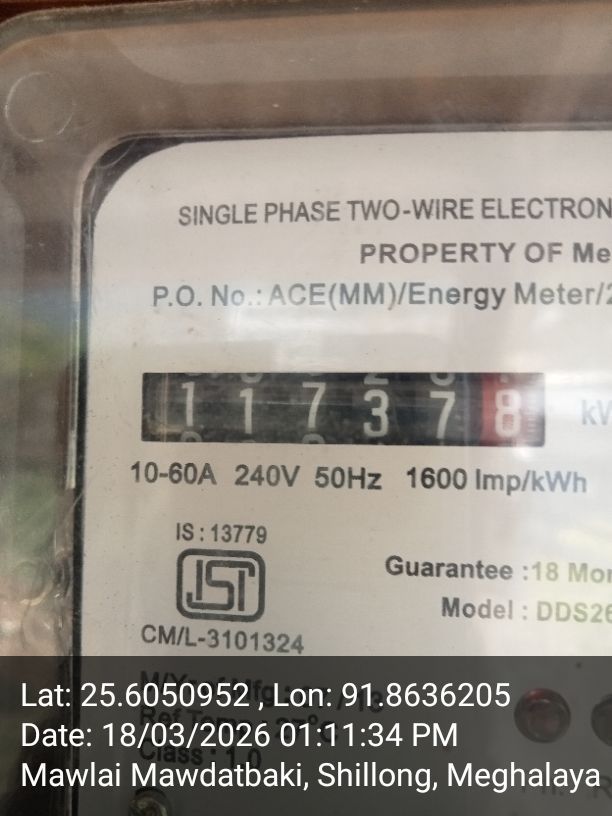 SINGLE PHASE TWO-WIRE ELECTRON
PROPERTY OF Me
P.O. No.: ACE(MM)/Energy Meter/2
1 1 7 3 7 8
kW
10-60A 240V 50Hz 1600 Imp/kWh
IS : 13779
ISI
Guarantee : 18 Mon
Model : DDS26
CM/L-3101324
Lat: 25.6050952 , Lon: 91.8636205
Date: 18/03/2026 01:11:34 PM
Mawlai Mawdatbaki, Shillong, Meghalaya